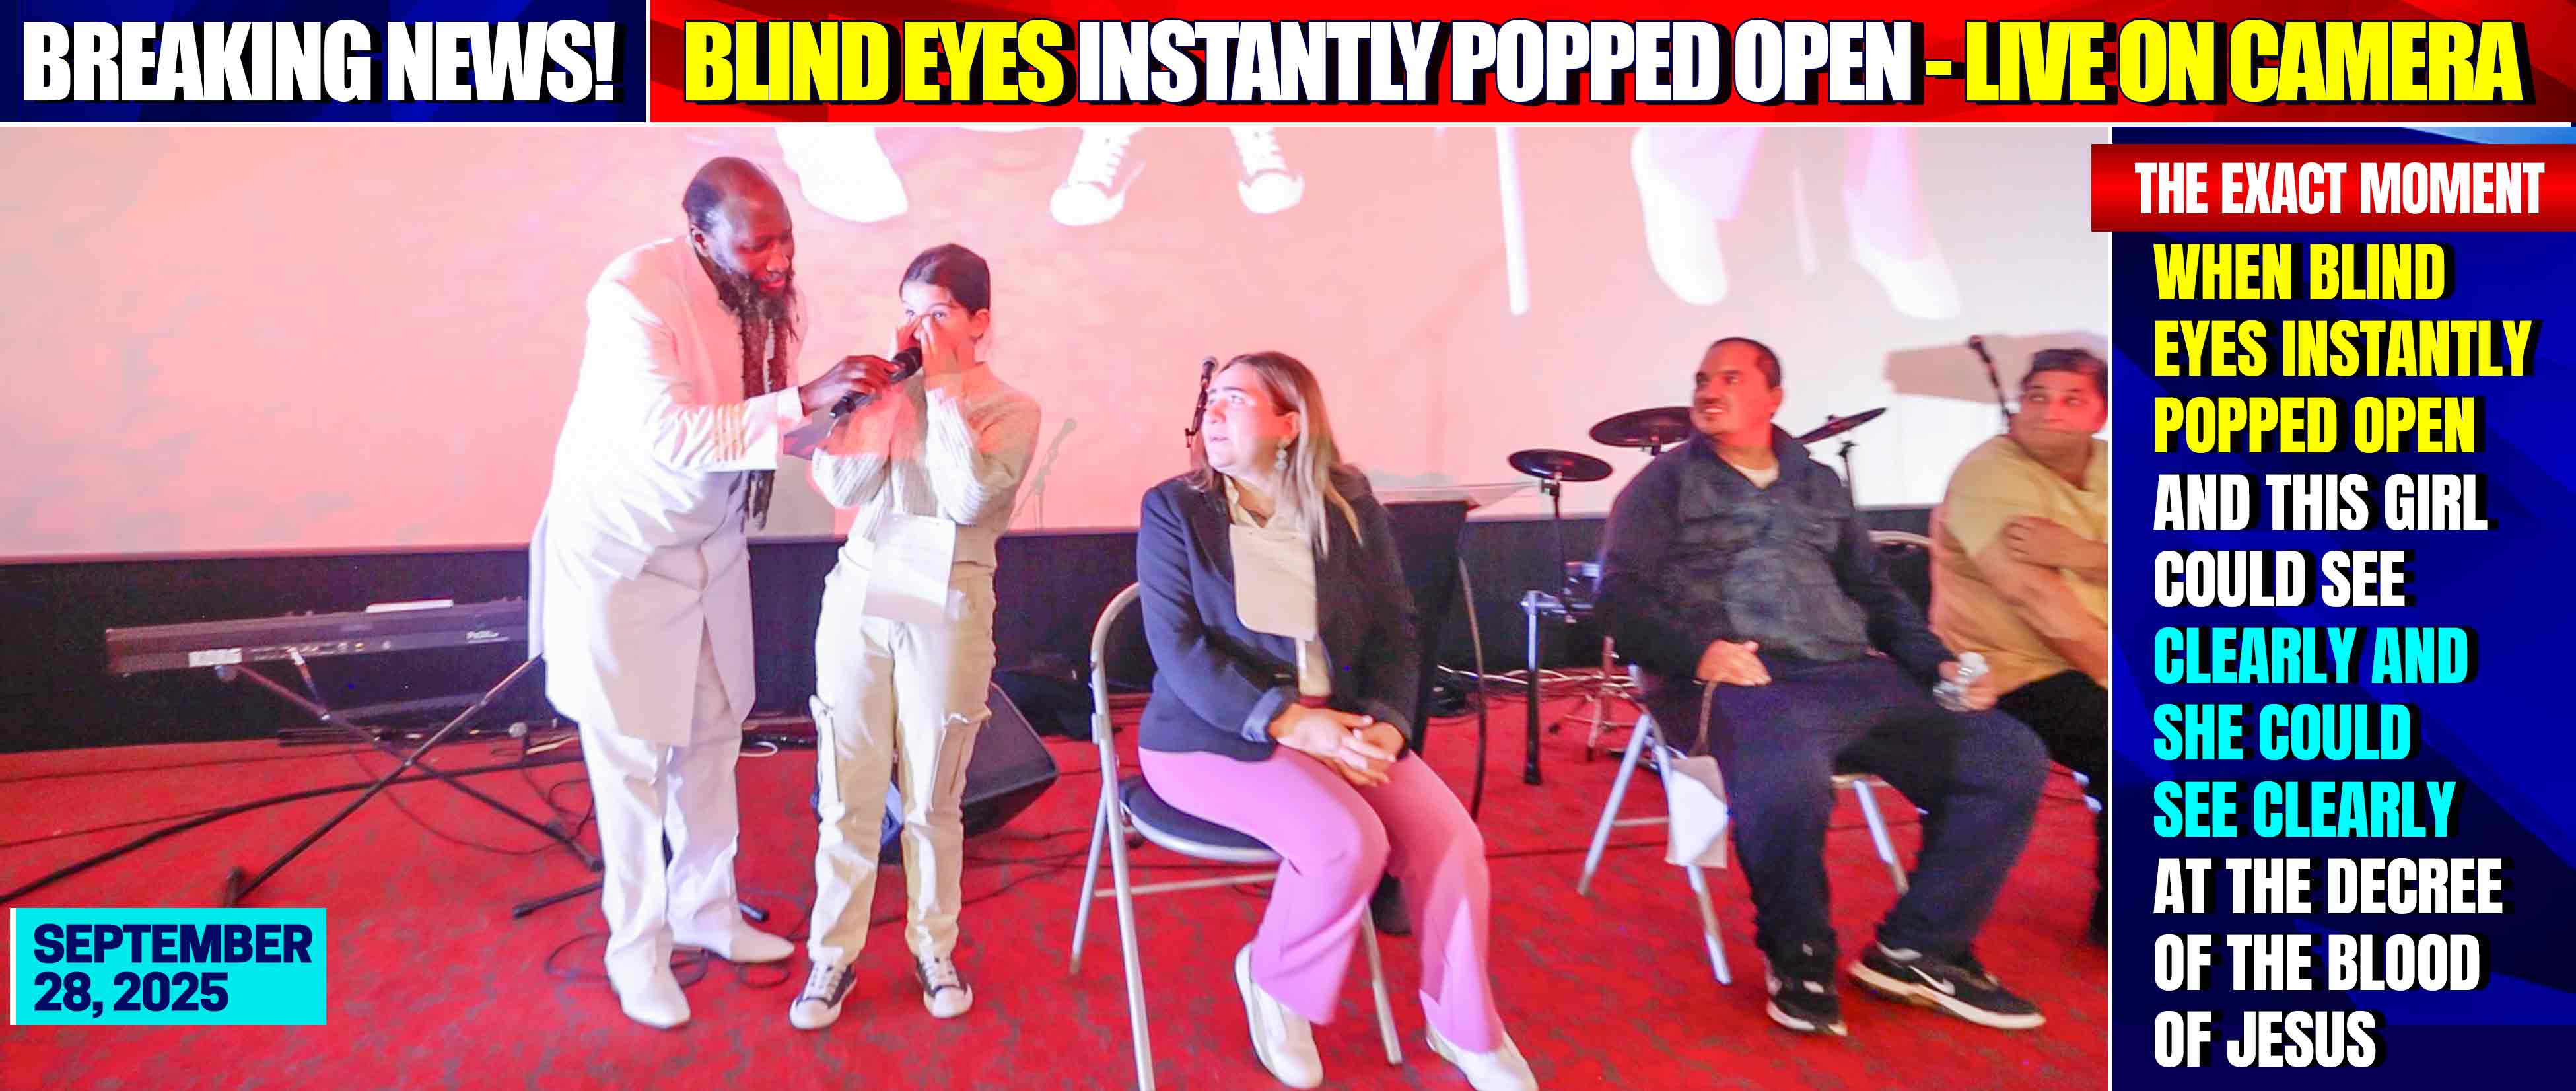 BREAKING NEWS!
BLIND EYES INSTANTLY POPPED OPEN - LIVE ON CAMERA
THE EXACT MOMENT
WHEN BLIND
EYES INSTANTLY
POPPED OPEN
AND THIS GIRL
COULD SEE
CLEARLY AND
SHE COULD
SEE CLEARLY
AT THE DECREE
OF THE BLOOD
OF JESUS
SEPTEMBER
28, 2025